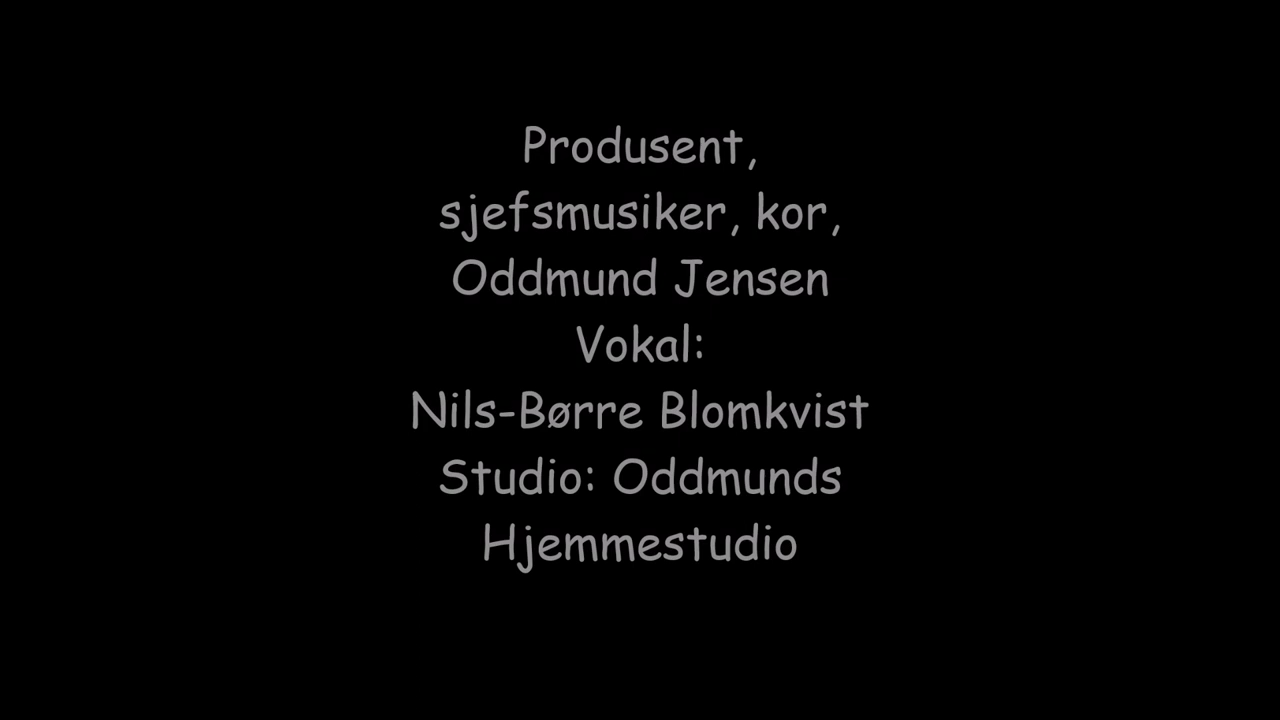 Produsent,
sjefsmusiker, kor,
Oddmund Jensen
Vokal:
Nils-Børre Blomkvist
Studio: Oddmunds
Hjemmestudio